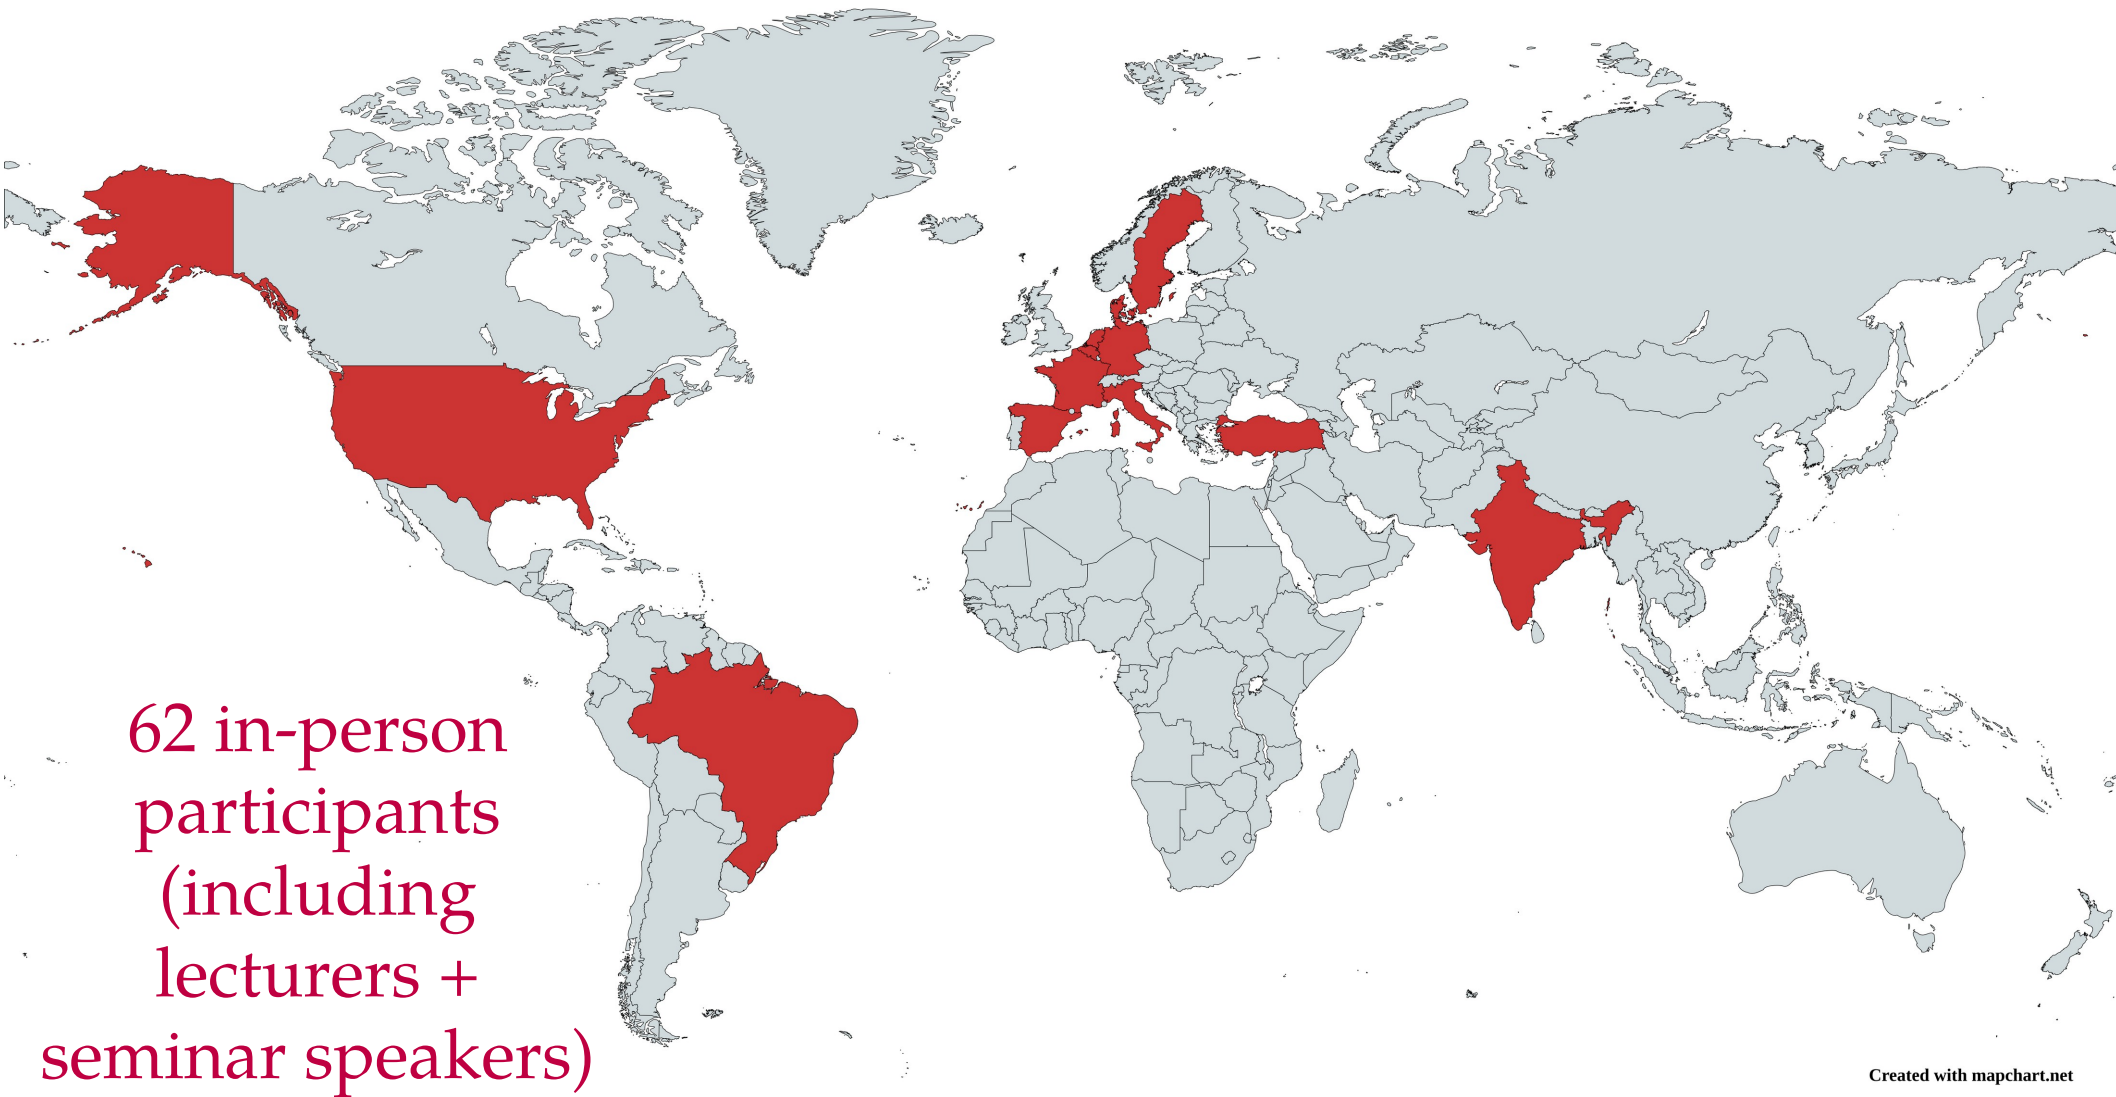 62 in-person
participants
(including
lecturers +
seminar speakers)
Created with mapchart.net